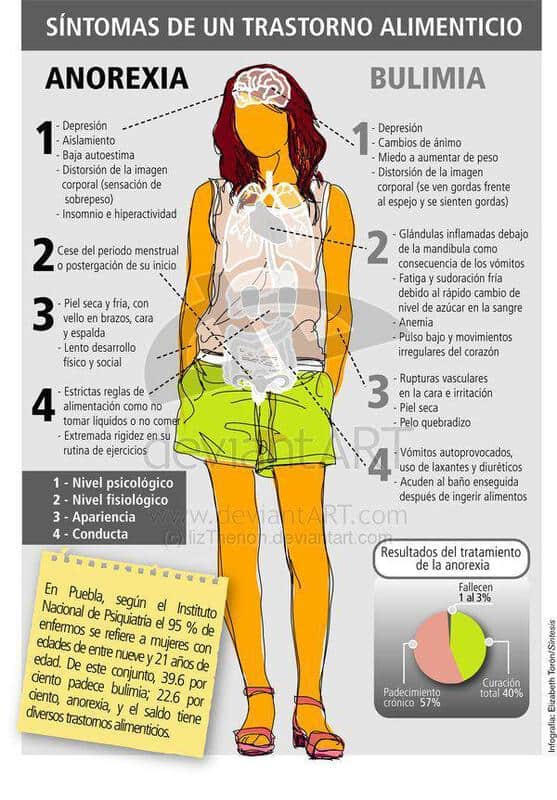 SÍNTOMAS DE UN TRASTORNO ALIMENTICIO
ANOREXIA
1
- Depresión
- Aislamiento
- Baja autoestima
- Distorsión de la imagen
corporal (sensación de
sobrepeso)
- Insomnio e hiperactividad
2
Cese del periodo menstrual
o postergación de su inicio
3
- Piel seca y fria, con
vello en brazos, cara
y espalda
- Lento desarrollo
físico y social
4
- Estrictas reglas de
alimentación como no
tomar líquidos o no comer
- Extremada rigidez en su
rutina de ejercicios
BULIMIA
1
- Depresión
- Cambios de ánimo
- Miedo a aumentar de peso
- Distorsión de la imagen
corporal (se ven gordas frente
al espejo y se sienten gordas)
2
- Glándulas inflamadas debajo
de la mandibula como
consecuencia de los vómitos
- Fatiga y sudoración fría
debido al rápido cambio de
nivel de azúcar en la sangre
- Anemia
- Pulso bajo y movimientos
irregulares del corazón
3
- Rupturas vasculares
en la cara e irritación
- Piel seca
- Pelo quebradizo
4
- Vómitos autoprovocados,
uso de laxantes y diuréticos
- Acuden al baño enseguida
después de ingerir alimentos
1 - Nivel psicológico
2 - Nivel fisiológico
3 - Apariencia
4 - Conducta
deviantART
www.deviantART.com
(c) lizThenon.deviantart.com
En Puebla, según el Instituto
Nacional de Psiquiatría el 95 % de
enfermos se refiere a mujeres con
edades de entre nueve y 21 años de
edad. De este conjunto, 39.6 por
ciento padece bulimia; 22.6 por
ciento, anorexia, y el saldo tiene
diversos trastornos alimenticios.
Resultados del tratamiento
de la anorexia
Fallecen
1 al 3%
Padecimiento
crónico 57%
Curación
total 40%
Infografía: Elizabeth Torón/Síntesis